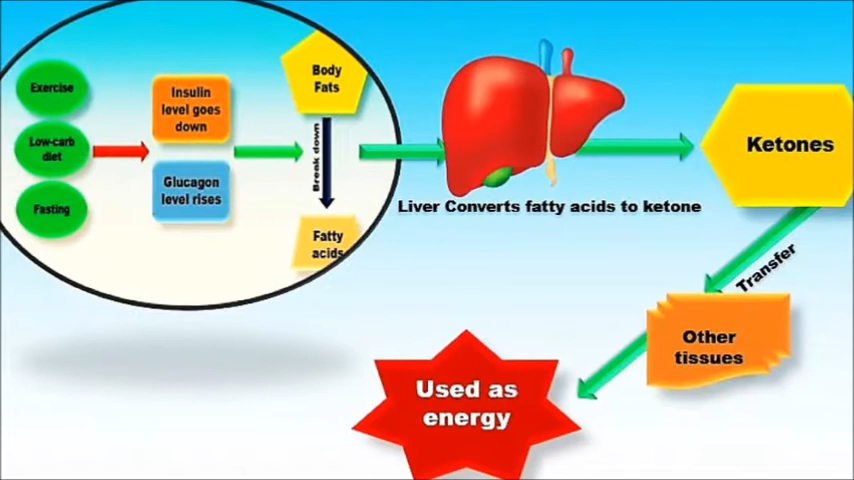 Exercise
Low-carb
diet
Fasting
Insulin
level goes
down
Glucagon
level rises
Body
Fats
Break down
Fatty
acids
Liver Converts fatty acids to ketone
Ketones
Transfer
Other
tissues
Used as
energy